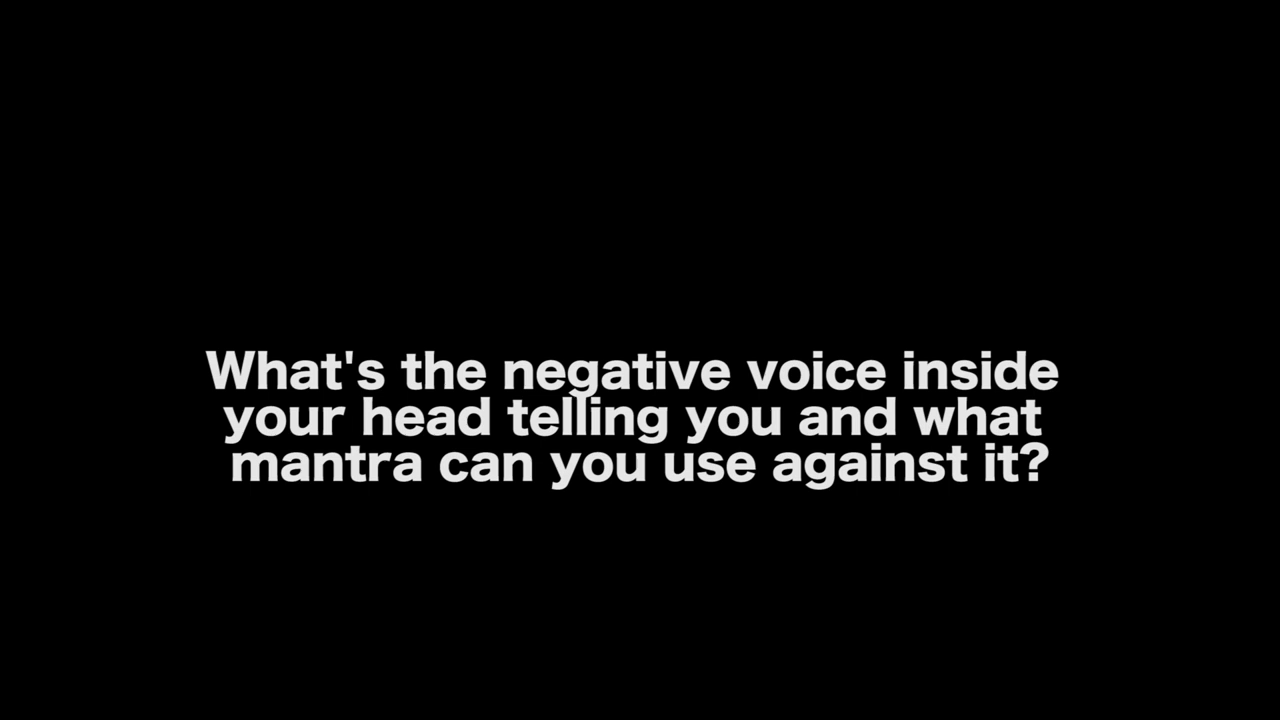 What's the negative voice inside
your head telling you and what
mantra can you use against it?